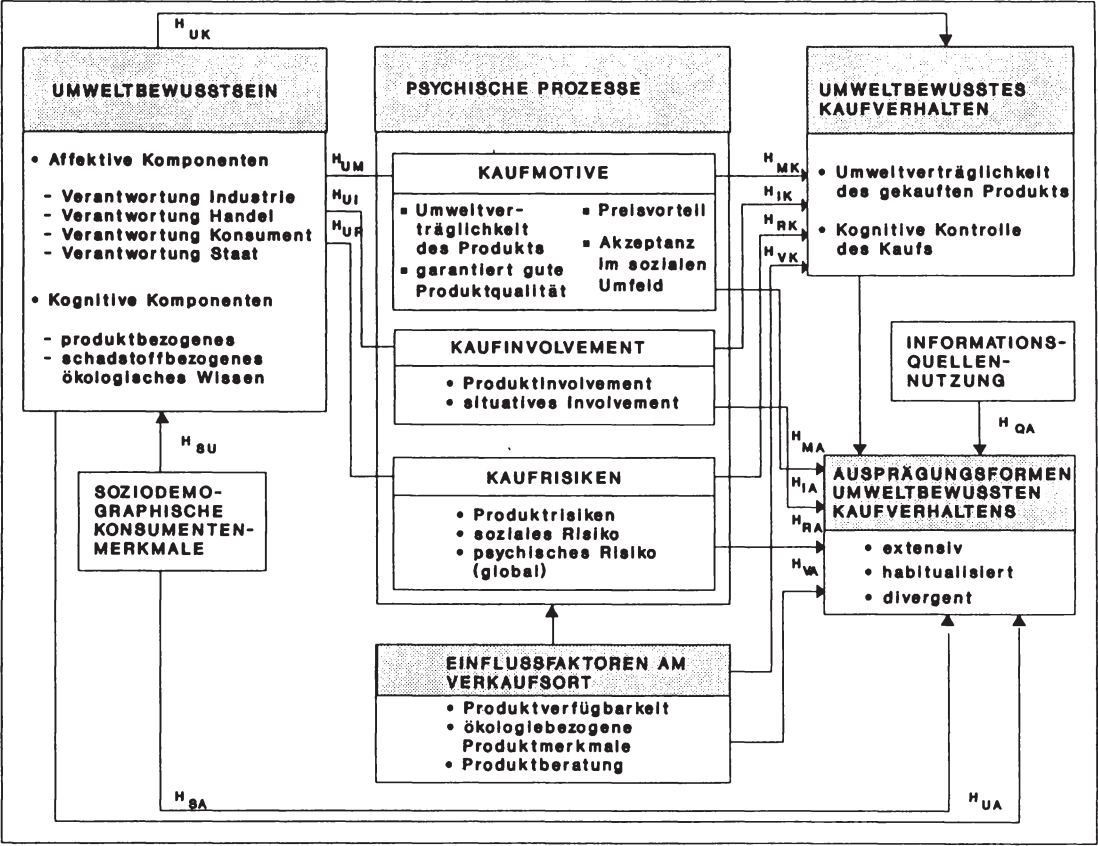 H UK
UMWELTBEWUSSTSEIN
• Affektive Komponenten
- Verantwortung Industrie
- Verantwortung Handel
- Verantwortung Konsument
- Verantwortung Staat
• Kognitive Komponenten
- produktbezogenes
- schadstoffbezogenes
ökologisches Wissen
H SU
SOZIODEMO-
GRAPHISCHE
KONSUMENTEN-
MERKMALE
H UM
H UI
H UR
PSYCHISCHE PROZESSE
KAUFMOTIVE
▪ Umweltver-
träglichkeit
des Produkts
▪ garantiert gute
Produktqualität
▪ Preisvorteil
▪ Akzeptanz
im sozialen
Umfeld
KAUFINVOLVEMENT
• Produktinvolvement
• situatives Involvement
KAUFRISIKEN
• Produktrisiken
• soziales Risiko
• psychisches Risiko
(global)
EINFLUSSFAKTOREN AM
VERKAUFSORT
• Produktverfügbarkeit
• ökologiebezogene
Produktmerkmale
• Produktberatung
H MK
H IK
H RK
H VK
UMWELTBEWUSSTES
KAUFVERHALTEN
• Umweltverträglichkeit
des gekauften Produkts
• Kognitive Kontrolle
des Kaufs
INFORMATIONS-
QUELLEN-
NUTZUNG
H QA
H MA
H IA
H RA
H VA
AUSPRÄGUNGSFORMEN
UMWELTBEWUSSTEN
KAUFVERHALTENS
• extensiv
• habitualisiert
• divergent
H SA
H UA